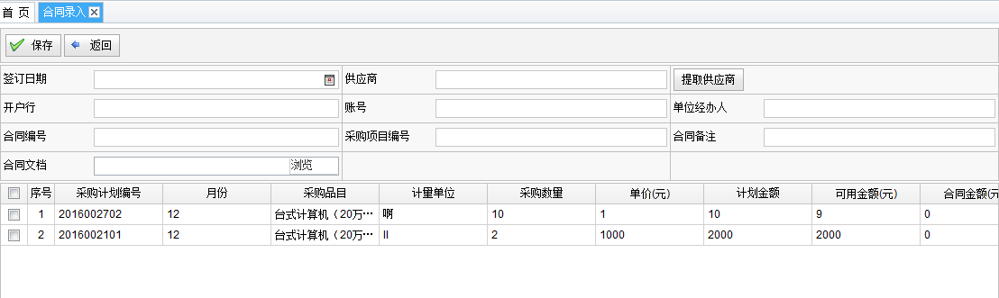 首 页 合同录入
保存 返回
签订日期 供应商 提取供应商
开户行 账号 单位经办人
合同编号 采购项目编号 合同备注
合同文档 浏览
序号 采购计划编号 月份 采购品目 计量单位 采购数量 单价(元) 计划金额 可用金额(元) 合同金额(元
1 2016002702 12 台式计算机（20万… 啊 10 1 10 9 0
2 2016002101 12 台式计算机（20万… ll 2 1000 2000 2000 0